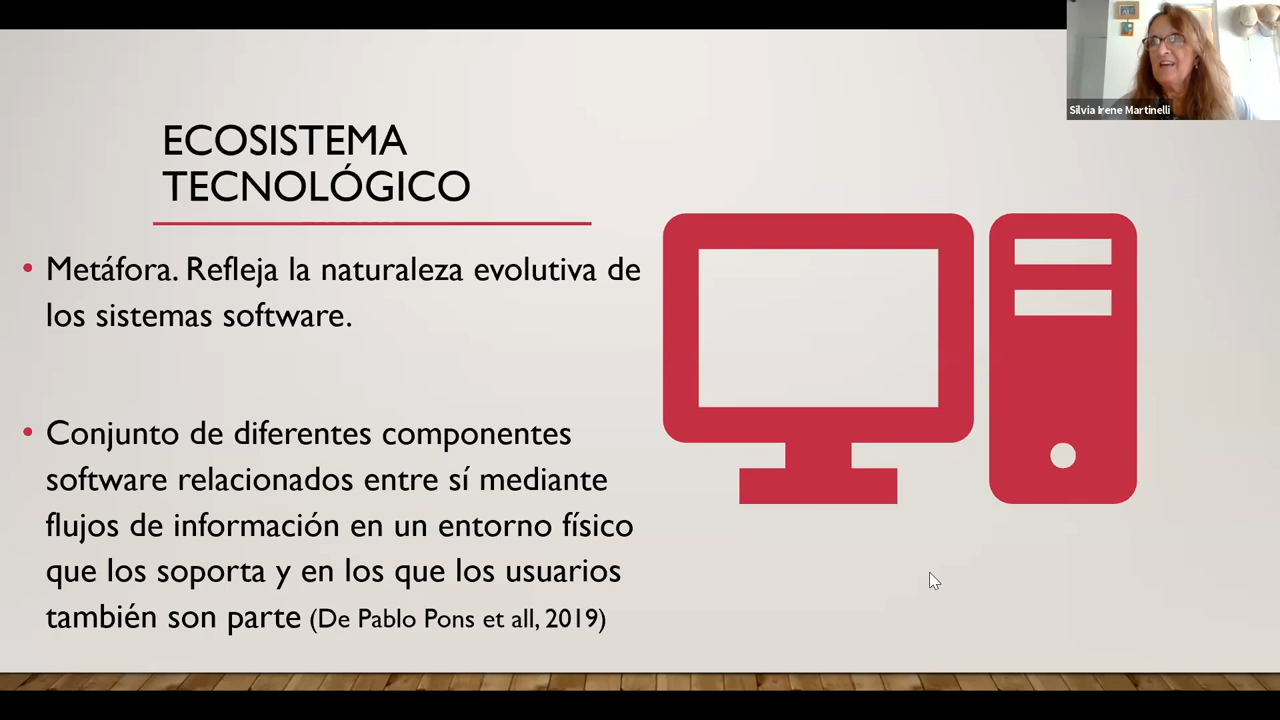 Silvia Irene Martinelli
ECOSISTEMA
TECNOLÓGICO
• Metáfora. Refleja la naturaleza evolutiva de
los sistemas software.
• Conjunto de diferentes componentes
software relacionados entre sí mediante
flujos de información en un entorno físico
que los soporta y en los que los usuarios
también son parte (De Pablo Pons et all, 2019)